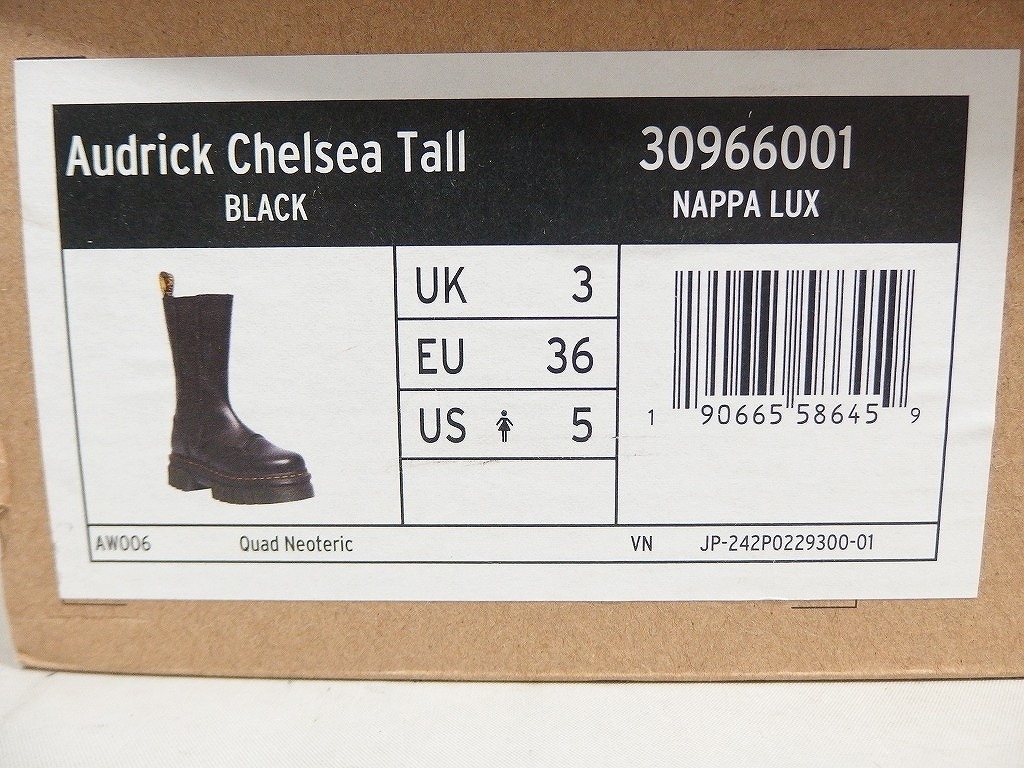 Audrick Chelsea Tall 30966001
BLACK NAPPA LUX
UK 3
EU 36
US 5
1 90665 58645 9
AW006 Quad Neoteric VN JP-242P0229300-01